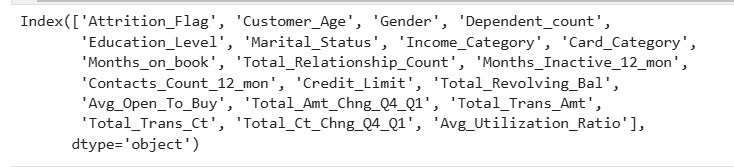 Index(['Attrition_Flag', 'Customer_Age', 'Gender', 'Dependent_count',
'Education_Level', 'Marital_Status', 'Income_Category', 'Card_Category',
'Months_on_book', 'Total_Relationship_Count', 'Months_Inactive_12_mon',
'Contacts_Count_12_mon', 'Credit_Limit', 'Total_Revolving_Bal',
'Avg_Open_To_Buy', 'Total_Amt_Chng_Q4_Q1', 'Total_Trans_Amt',
'Total_Trans_Ct', 'Total_Ct_Chng_Q4_Q1', 'Avg_Utilization_Ratio'],
dtype='object')